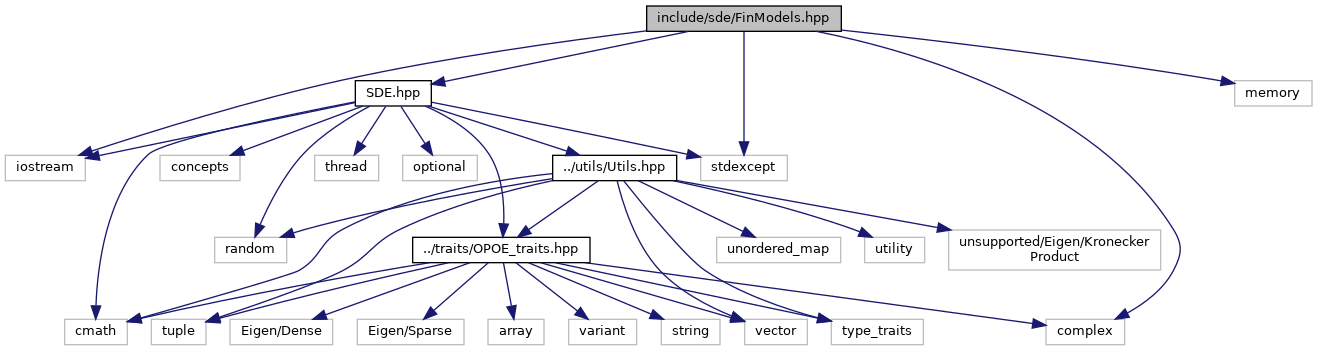 include/sde/FinModels.hpp
SDE.hpp
memory
iostream
concepts
thread
optional
../utils/Utils.hpp
stdexcept
random
../traits/OPOE_traits.hpp
unordered_map
utility
unsupported/Eigen/Kronecker
Product
cmath
tuple
Eigen/Dense
Eigen/Sparse
array
variant
string
vector
type_traits
complex